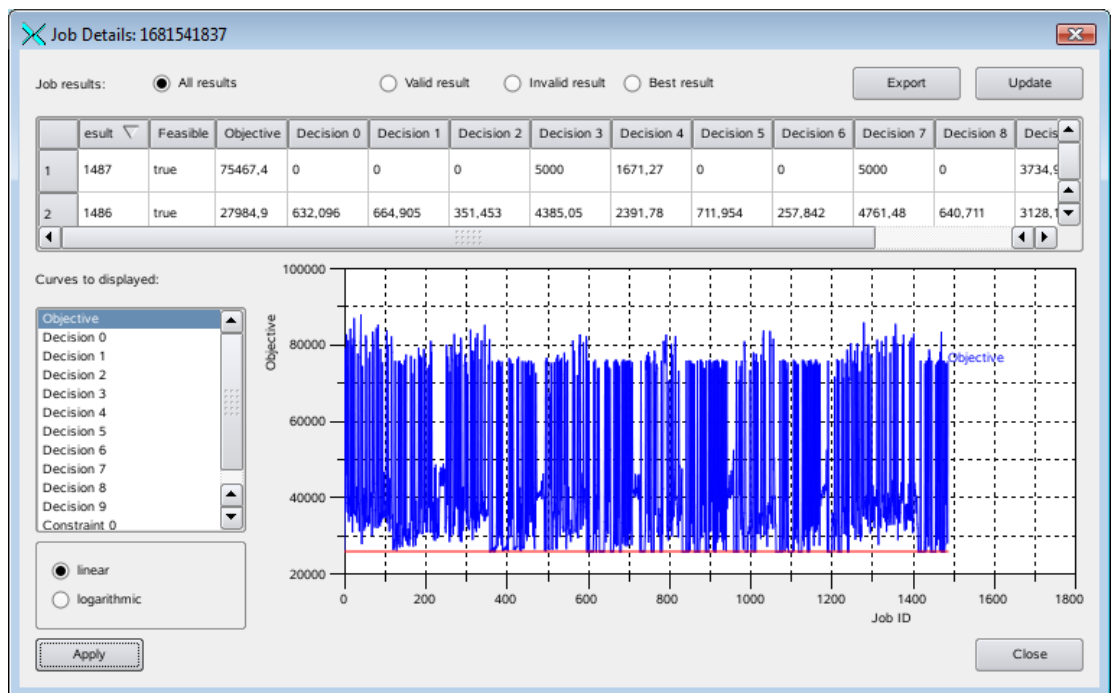 Job Details: 1681541837
Job results: All results Valid result Invalid result Best result Export Update
esult Feasible Objective Decision 0 Decision 1 Decision 2 Decision 3 Decision 4 Decision 5 Decision 6 Decision 7 Decision 8 Decis
1 1487 true 75467,4 0 0 0 5000 1671,27 0 0 5000 0 3734,9
2 1486 true 27984,9 632,096 664,905 351,453 4385,05 2391,78 711,954 257,842 4761,48 640,711 3128,1
Curves to displayed:
Objective
Decision 0
Decision 1
Decision 2
Decision 3
Decision 4
Decision 5
Decision 6
Decision 7
Decision 8
Decision 9
Constraint 0
linear
logarithmic
Apply
100000
80000
60000
40000
20000
Objective
Objective
0 200 400 600 800 1000 1200 1400 1600 1800
Job ID
Close